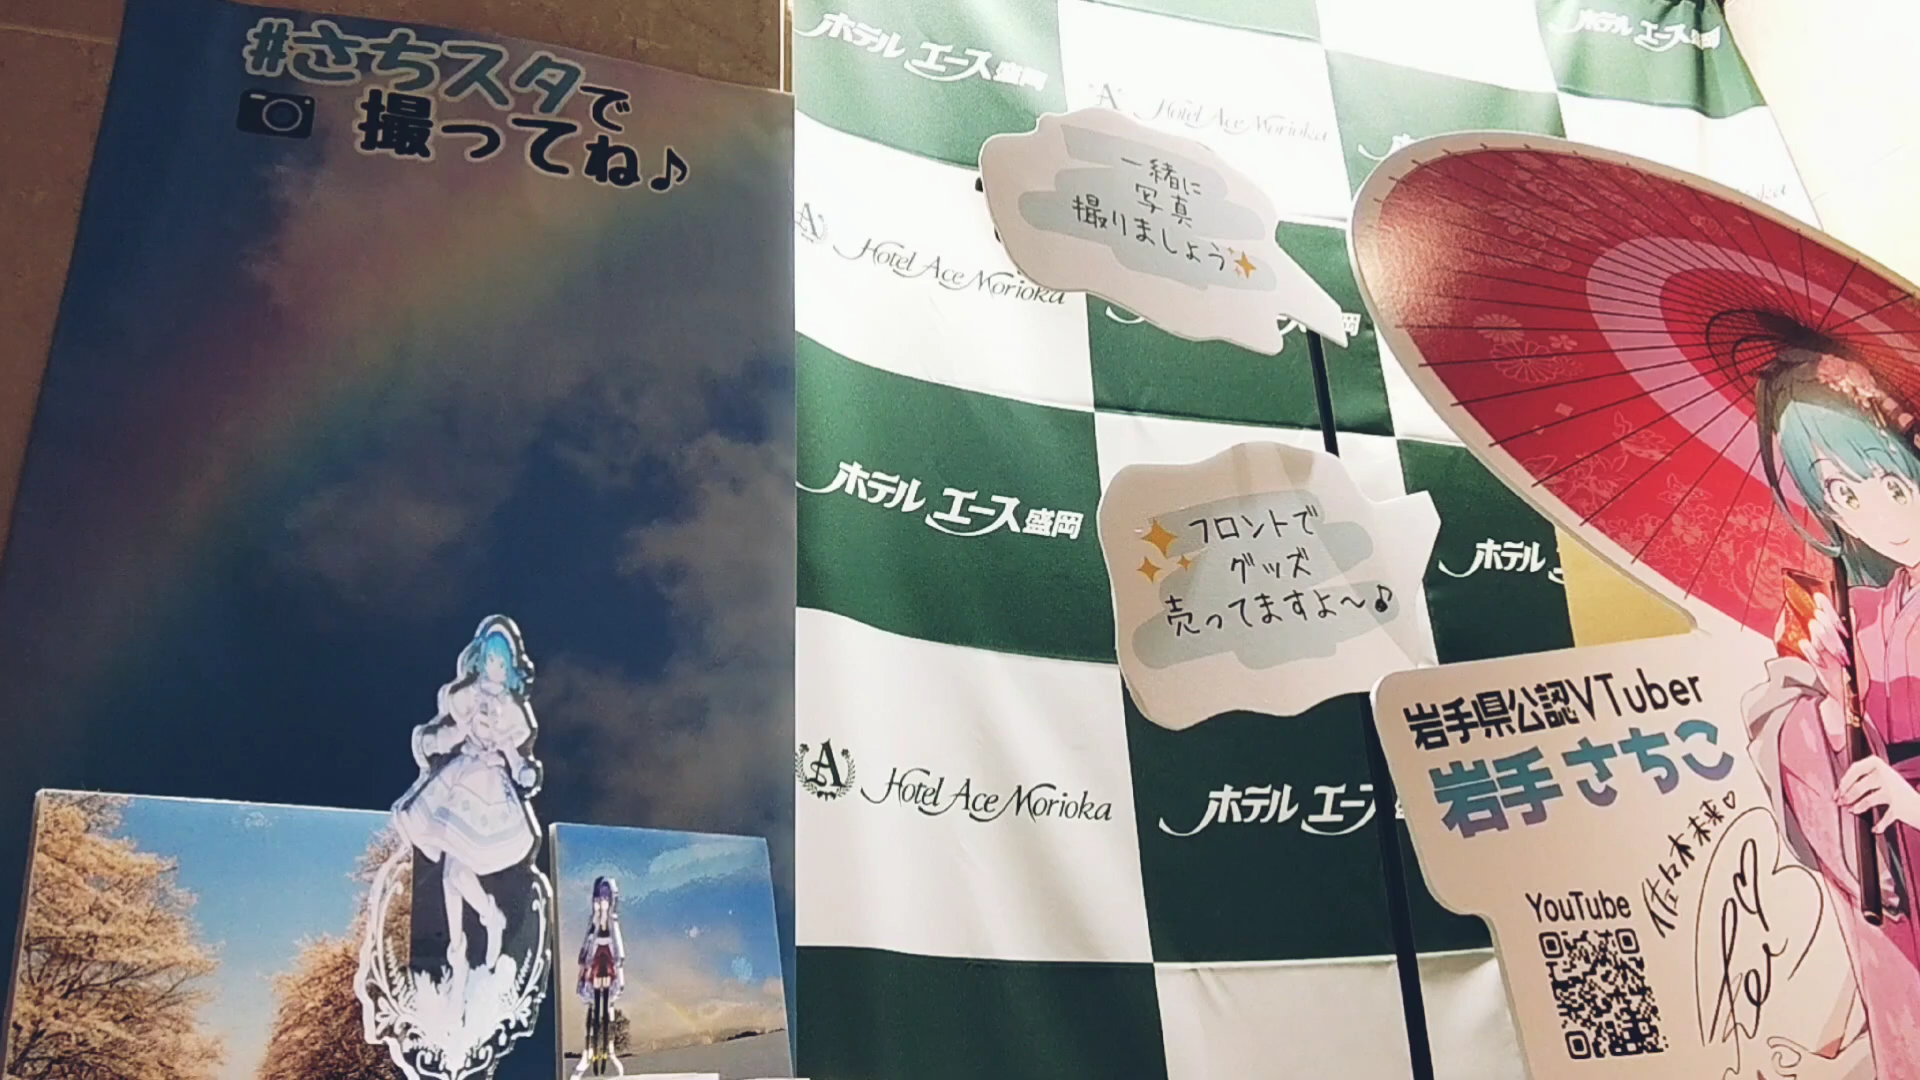 #さちスタで
撮ってね♪
ホテル エース盛岡
Hotel Ace Morioka
ホテル エース盛岡
一緒に
写真
撮りましょう
A
Hotel Ace Morioka
ホテル エース盛岡
フロントで
グッズ
売ってますよ〜♪
ホテル
A
Hotel Ace Morioka
ホテル エース
岩手県公認VTuber
岩手さちこ
佐々木未来♡
YouTube